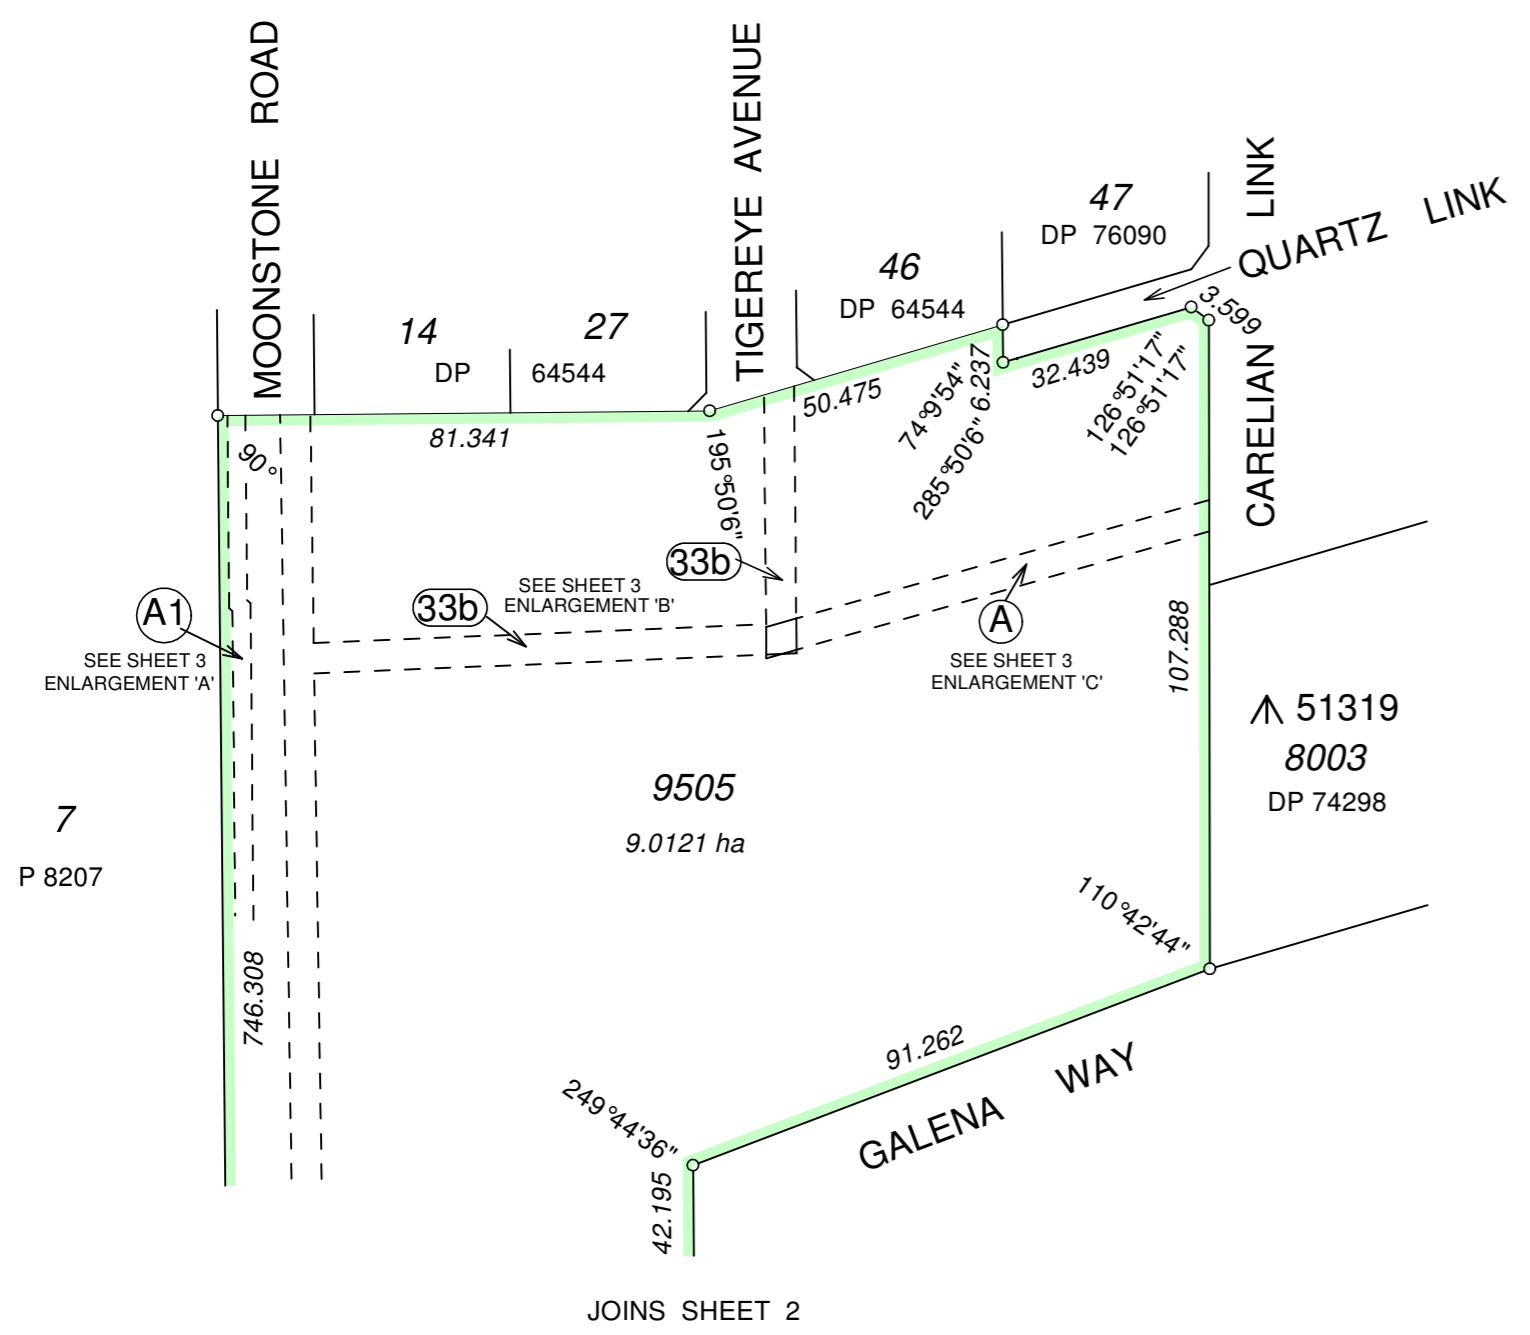 MOONSTONE ROAD
TIGEREYE AVENUE
CARELIAN LINK
QUARTZ LINK
47
DP 76090
46
DP 64544
14
27
DP 64544
3.599
81.341
50.475
6.237
32.439
90°
195°50'6"
74°9'54"
285°50'6"
126°51'17"
126°51'17"
33b
A1
33b
SEE SHEET 3
ENLARGEMENT 'B'
A
SEE SHEET 3
ENLARGEMENT 'A'
SEE SHEET 3
ENLARGEMENT 'C'
107.288
51319
8003
DP 74298
9505
9.0121 ha
7
P 8207
110°42'44"
746.308
91.262
GALENA WAY
249°44'36"
42.195
JOINS SHEET 2